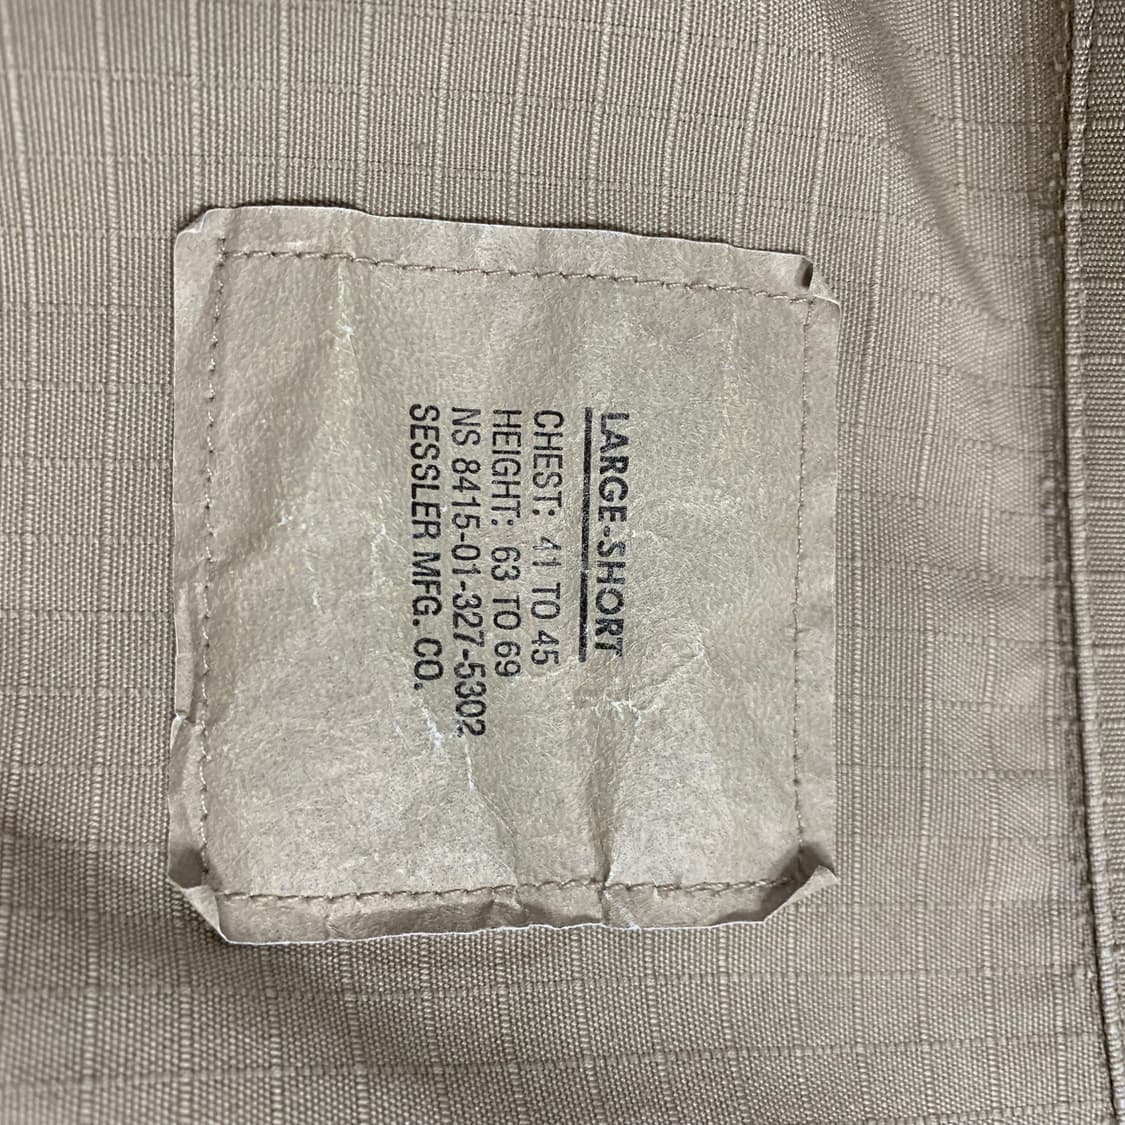 LARGE-SHORT
CHEST: 41 TO 45
HEIGHT: 63 TO 69
NS 8415-01-327-5302
SESSLER MFG. CO.